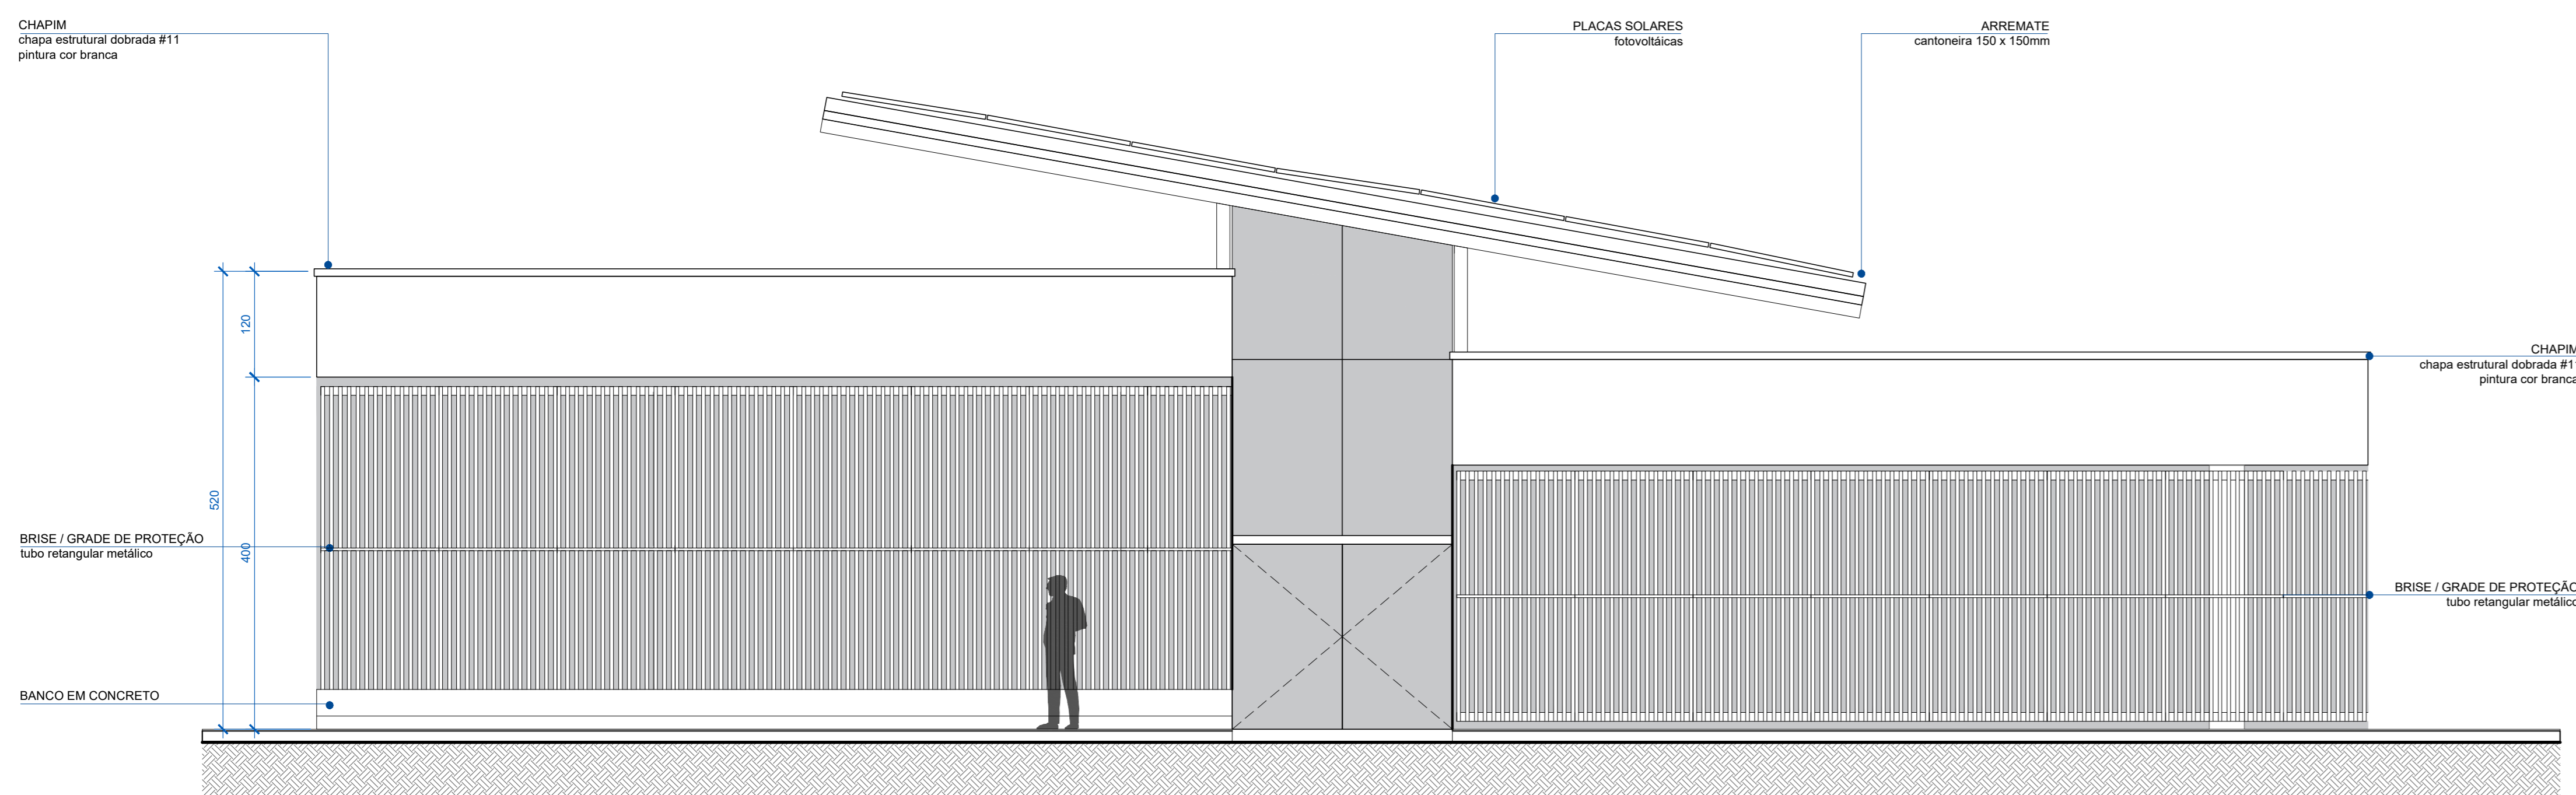 CHAPIM
chapa estrutural dobrada #11
pintura cor branca
PLACAS SOLARES
fotovoltáicas
ARREMATE
cantoneira 150 x 150mm
120
520
400
CHAPIM
chapa estrutural dobrada #11
pintura cor branca
BRISE / GRADE DE PROTEÇÃO
tubo retangular metálico
BRISE / GRADE DE PROTEÇÃO
tubo retangular metálico
BANCO EM CONCRETO